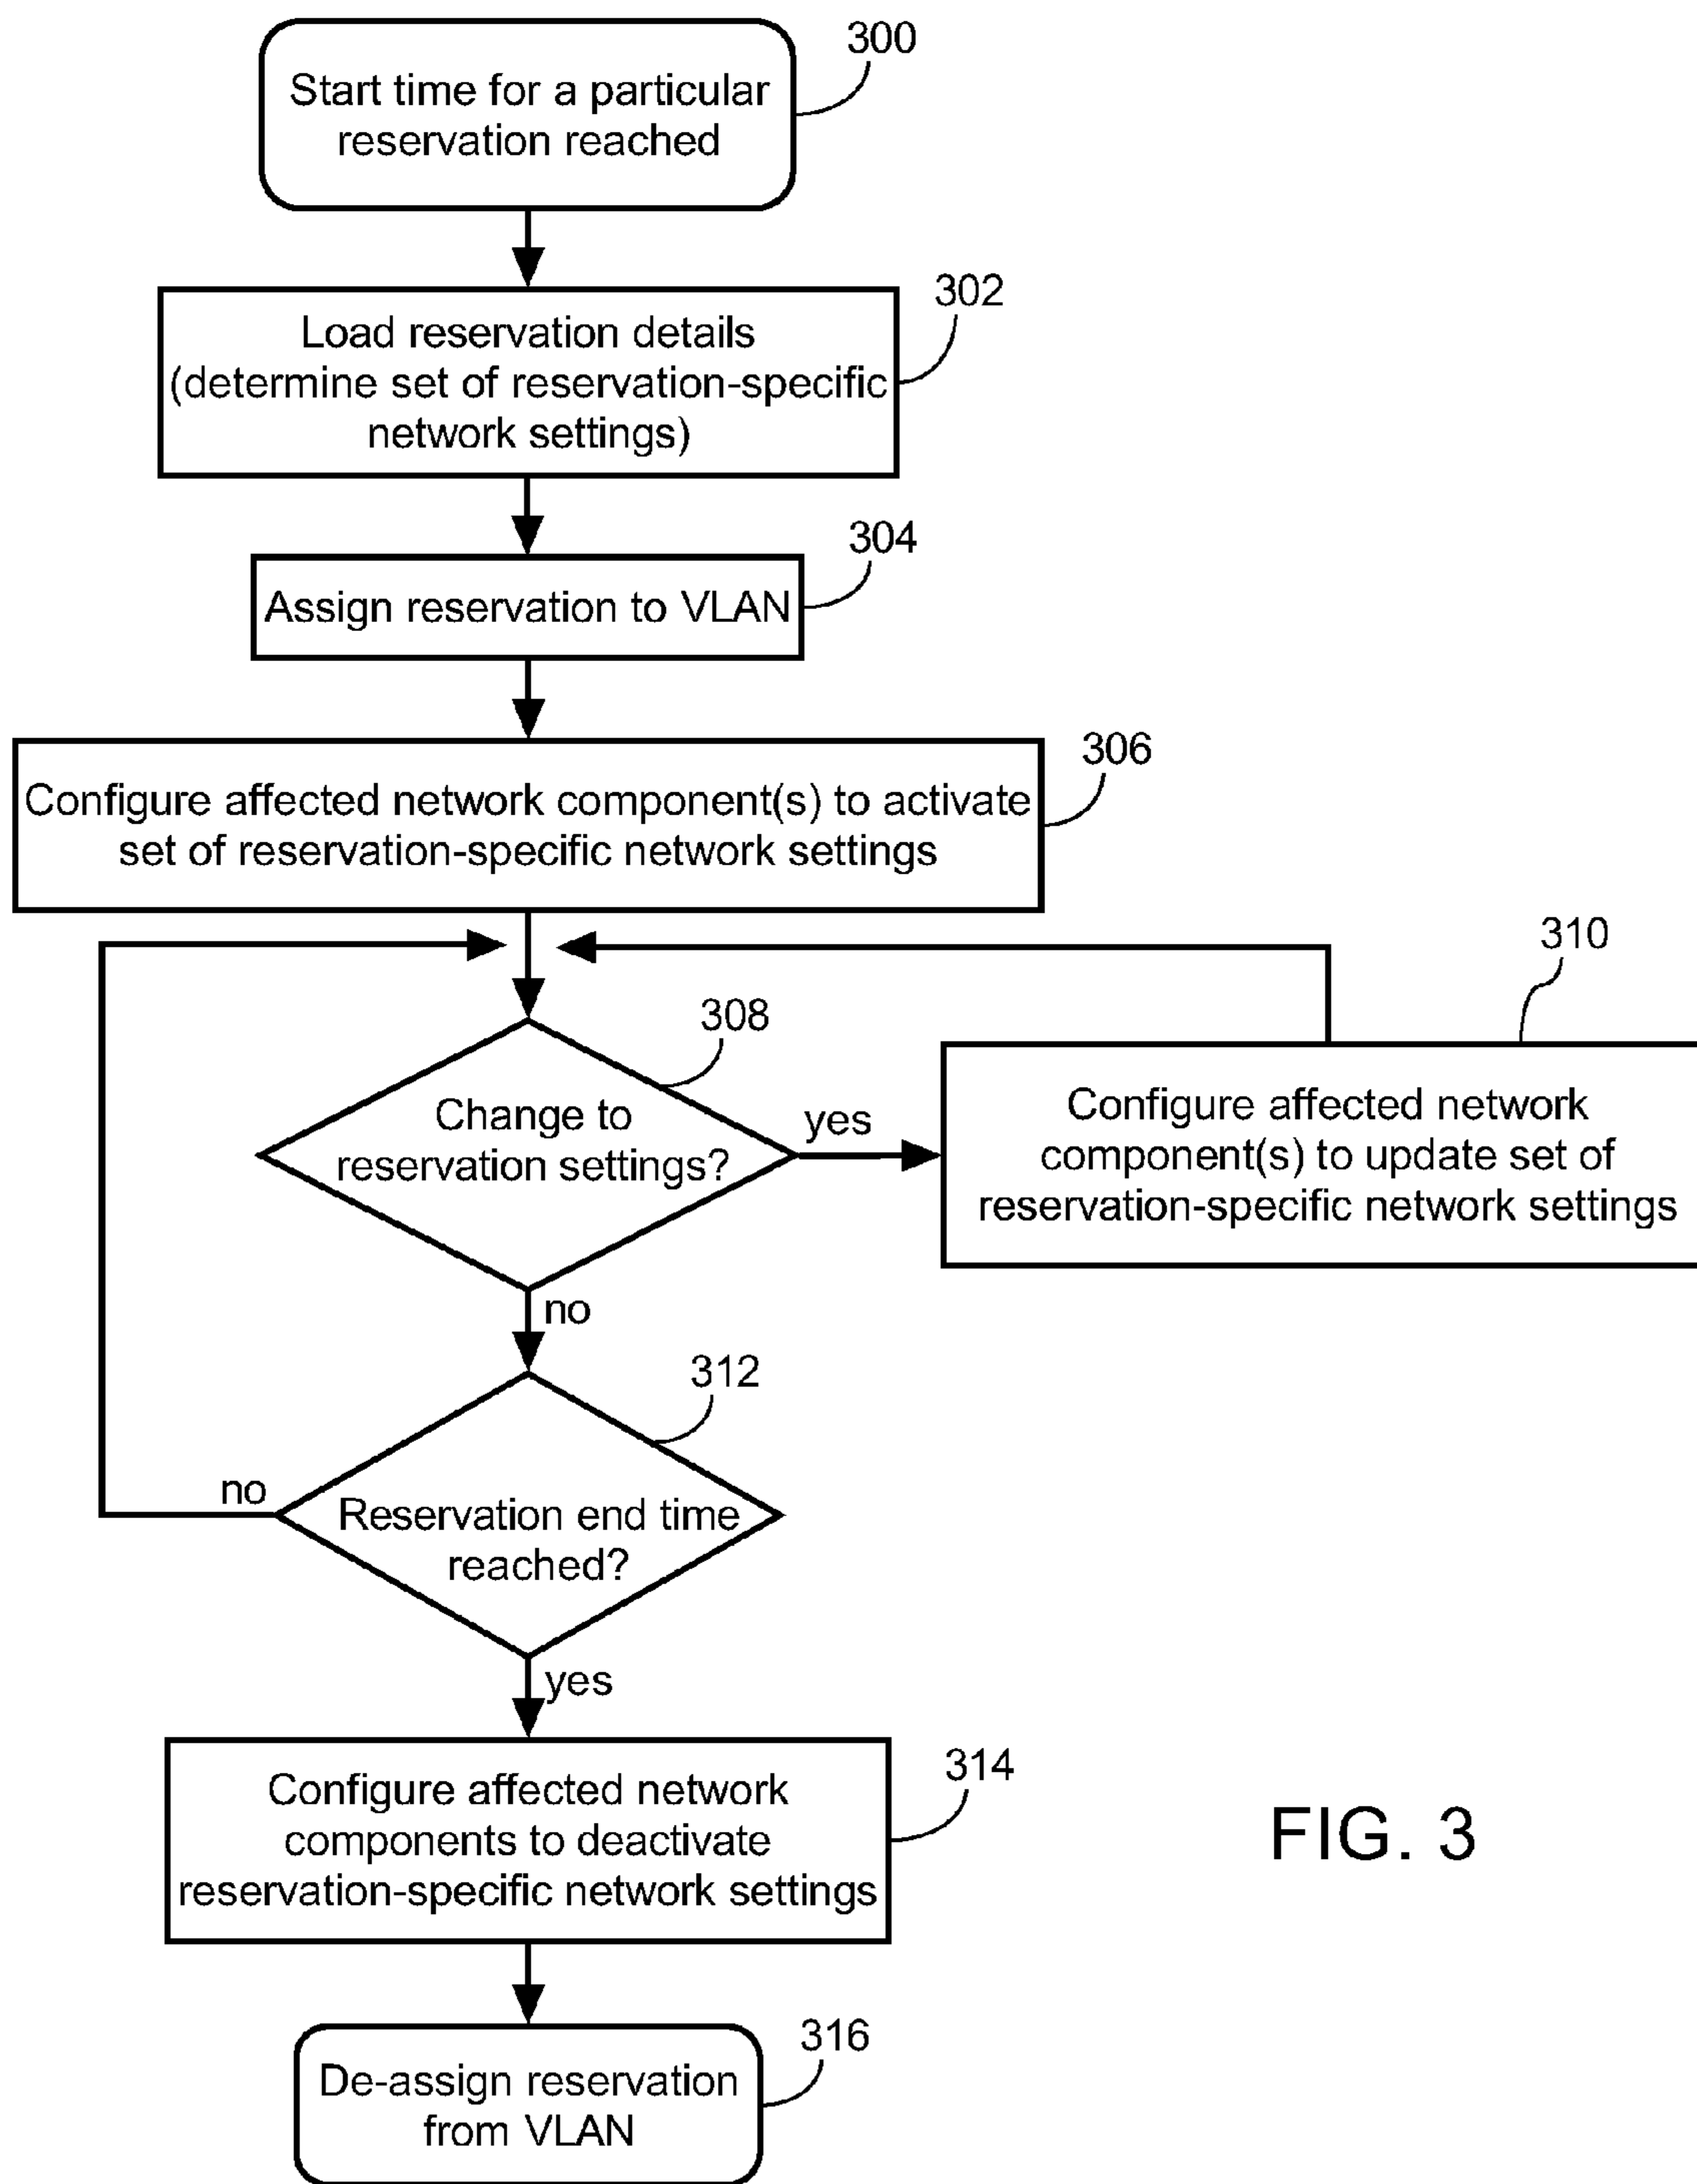 300
Start time for a particular
reservation reached
302
Load reservation details
(determine set of reservation-specific
network settings)
304
Assign reservation to VLAN
306
Configure affected network component(s) to activate
set of reservation-specific network settings
308
Change to
reservation settings?
yes
310
Configure affected network
component(s) to update set of
reservation-specific network settings
no
312
Reservation end time
reached?
no
yes
314
Configure affected network
components to deactivate
reservation-specific network settings
FIG. 3
316
De-assign reservation
from VLAN